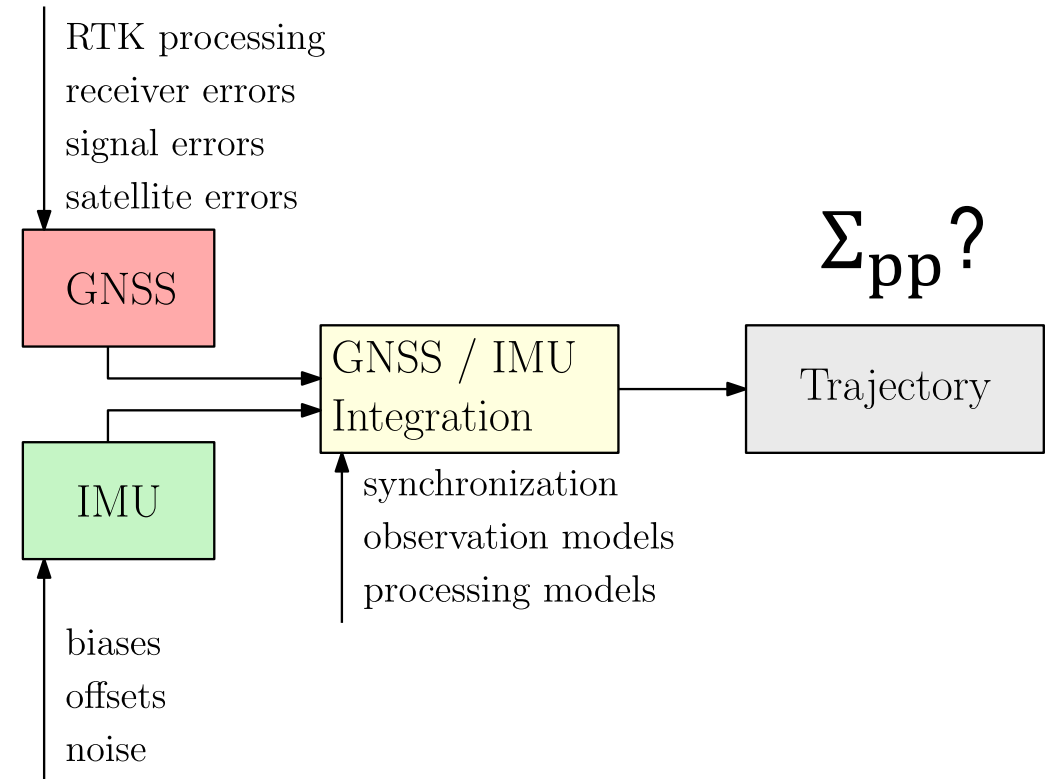 RTK processing
receiver errors
signal errors
satellite errors
GNSS
Σpp?
GNSS / IMU
Integration
Trajectory
IMU
synchronization
observation models
processing models
biases
offsets
noise